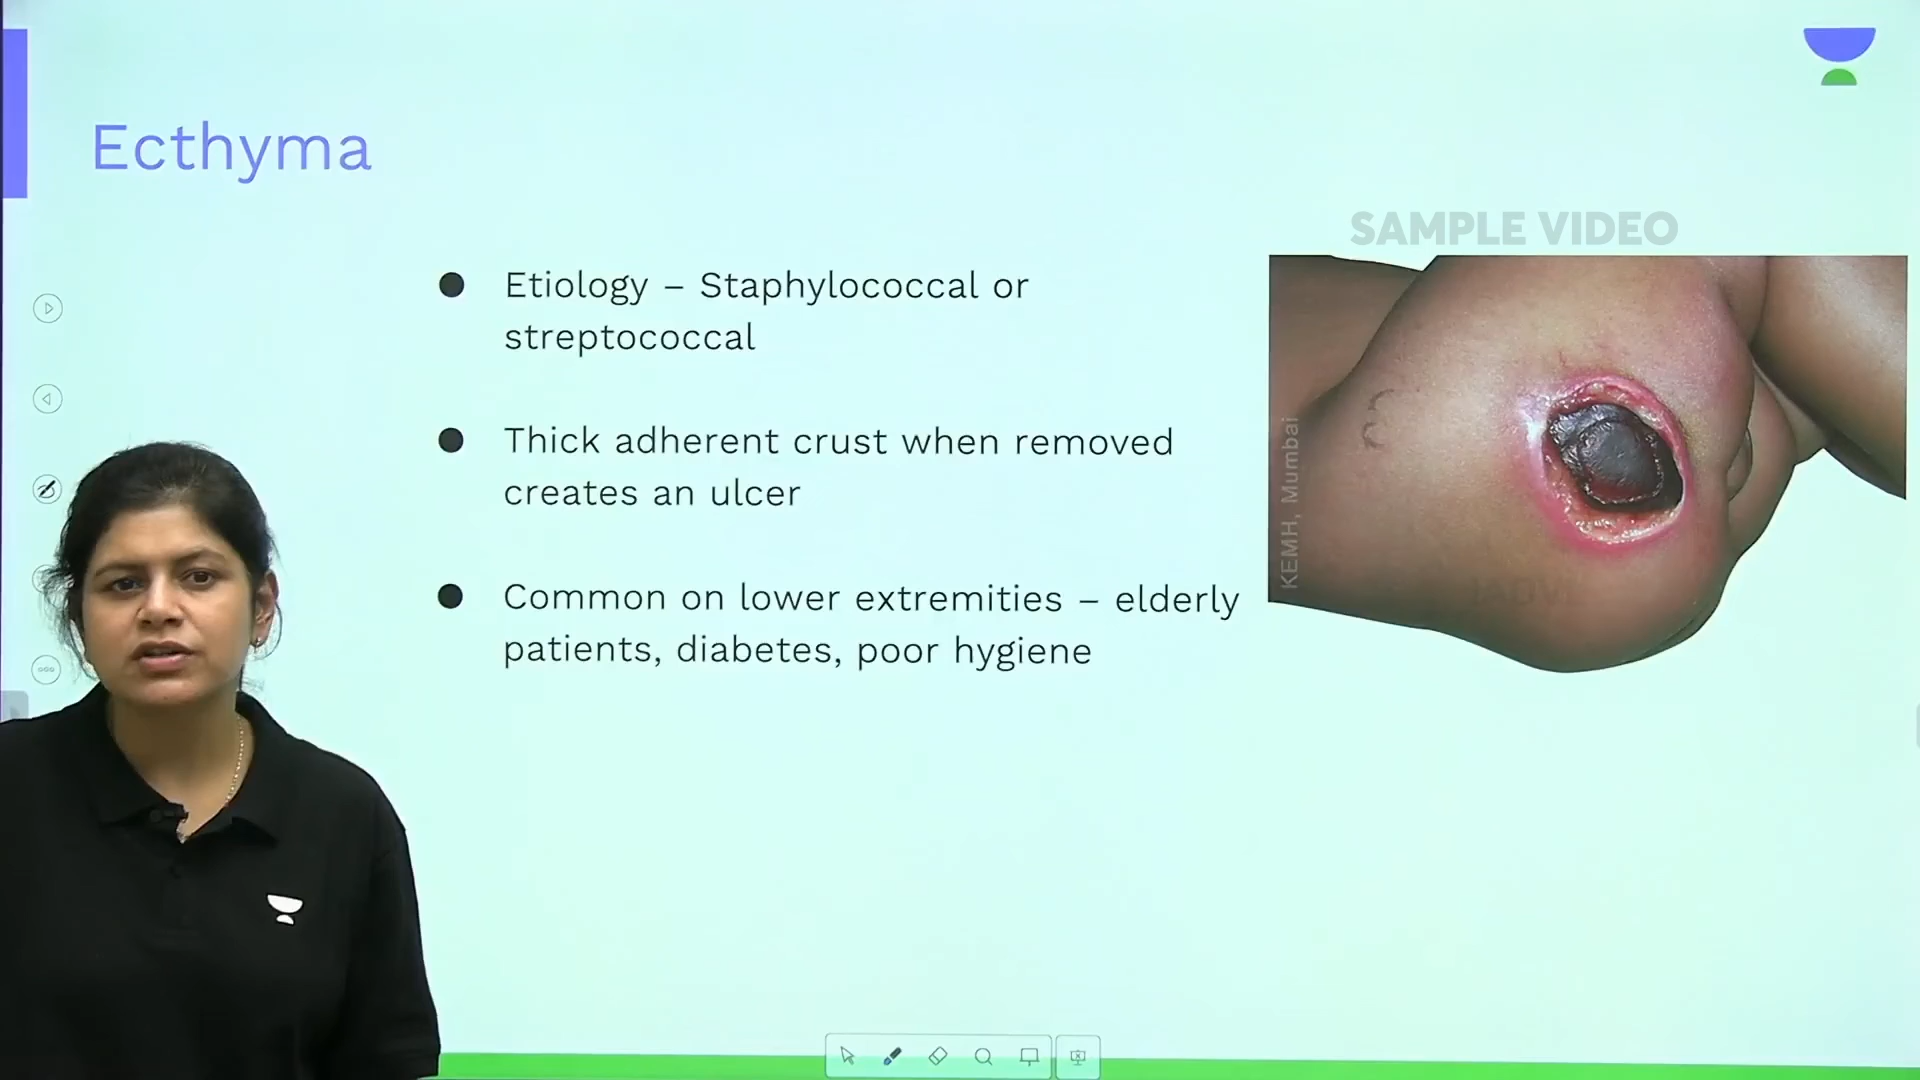 Ecthyma
SAMPLE VIDEO
Etiology – Staphylococcal or
streptococcal
Thick adherent crust when removed
creates an ulcer
Common on lower extremities – elderly
patients, diabetes, poor hygiene
KEMH, Mumbai